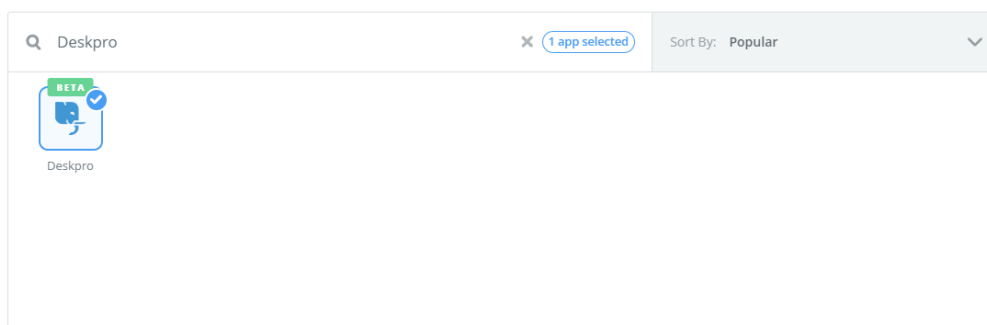 Deskpro
1 app selected
Sort By: Popular
BETA
Deskpro